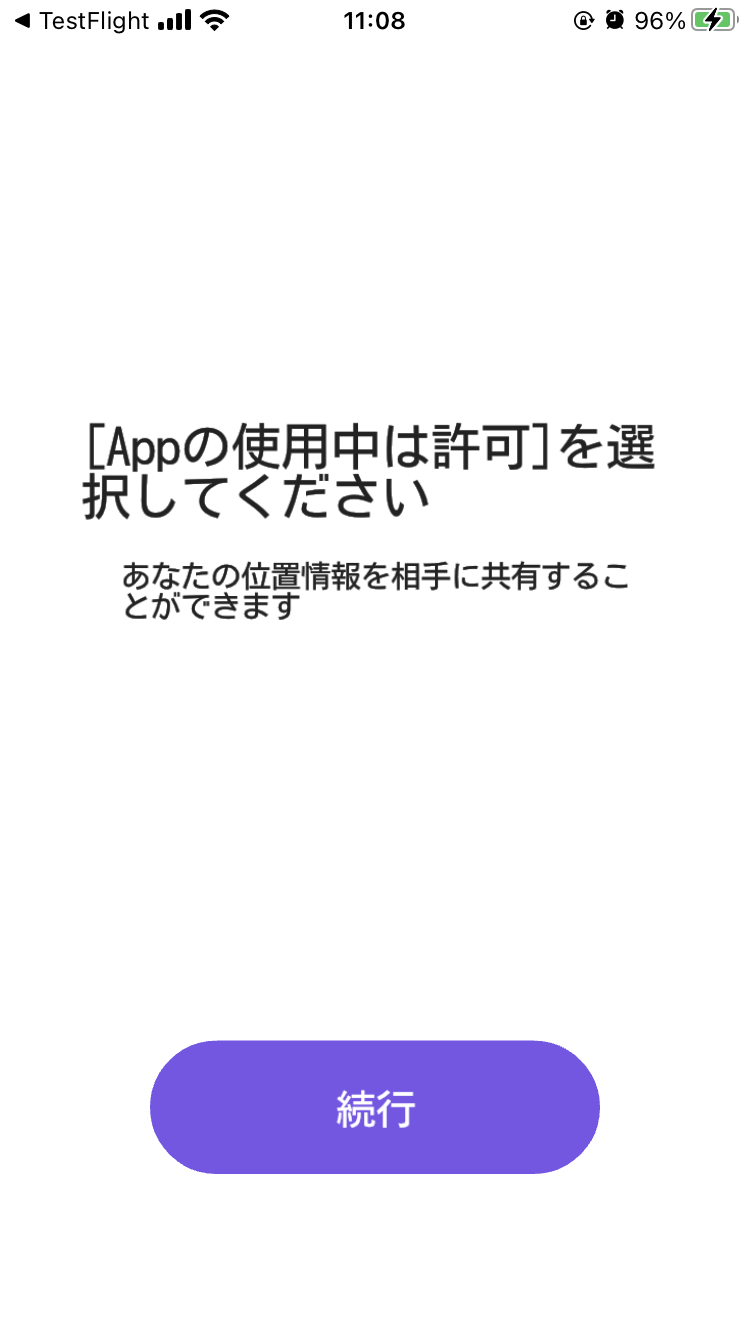 TestFlight 11:08 96%
[Appの使用中は許可]を選
択してください
あなたの位置情報を相手に共有するこ
とができます
続行